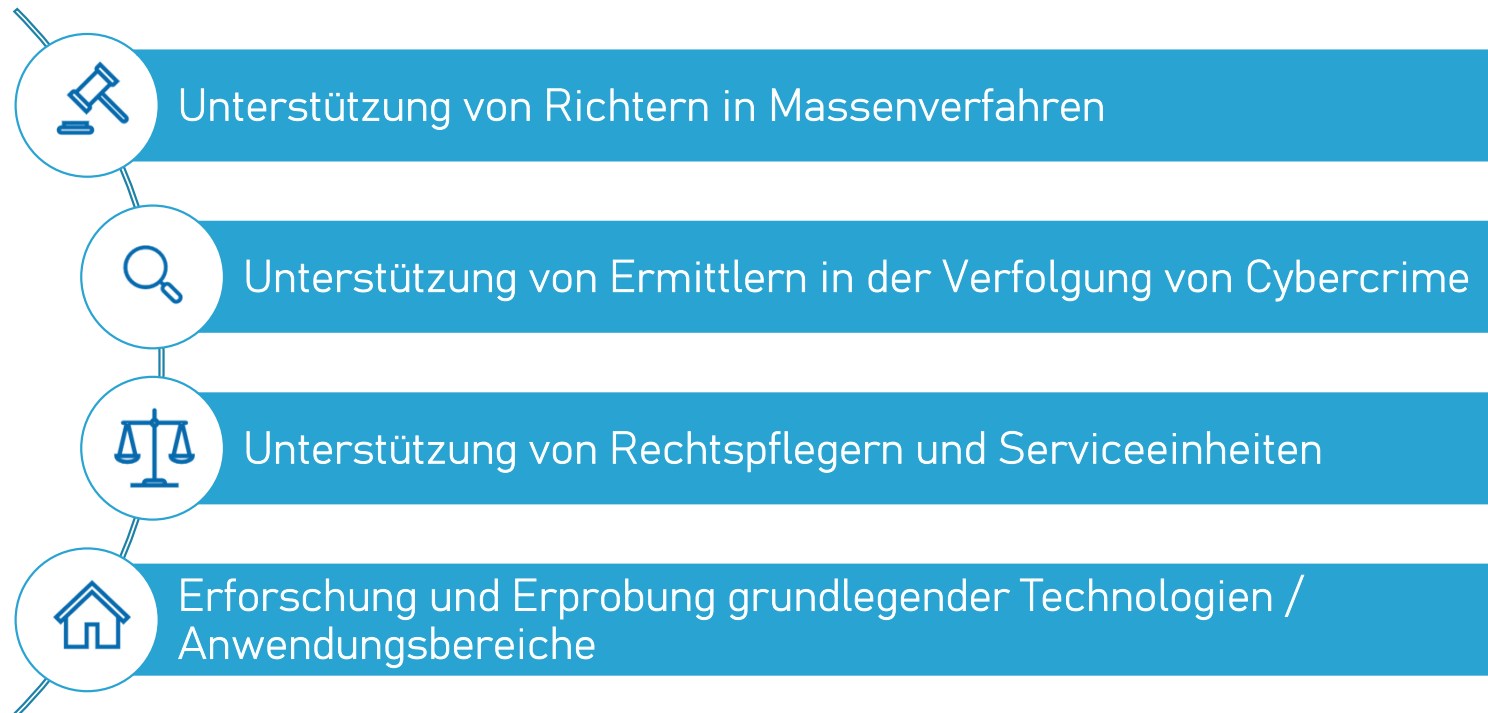 Unterstützung von Richtern in Massenverfahren
Unterstützung von Ermittlern in der Verfolgung von Cybercrime
Unterstützung von Rechtspflegern und Serviceeinheiten
Erforschung und Erprobung grundlegender Technologien /
Anwendungsbereiche